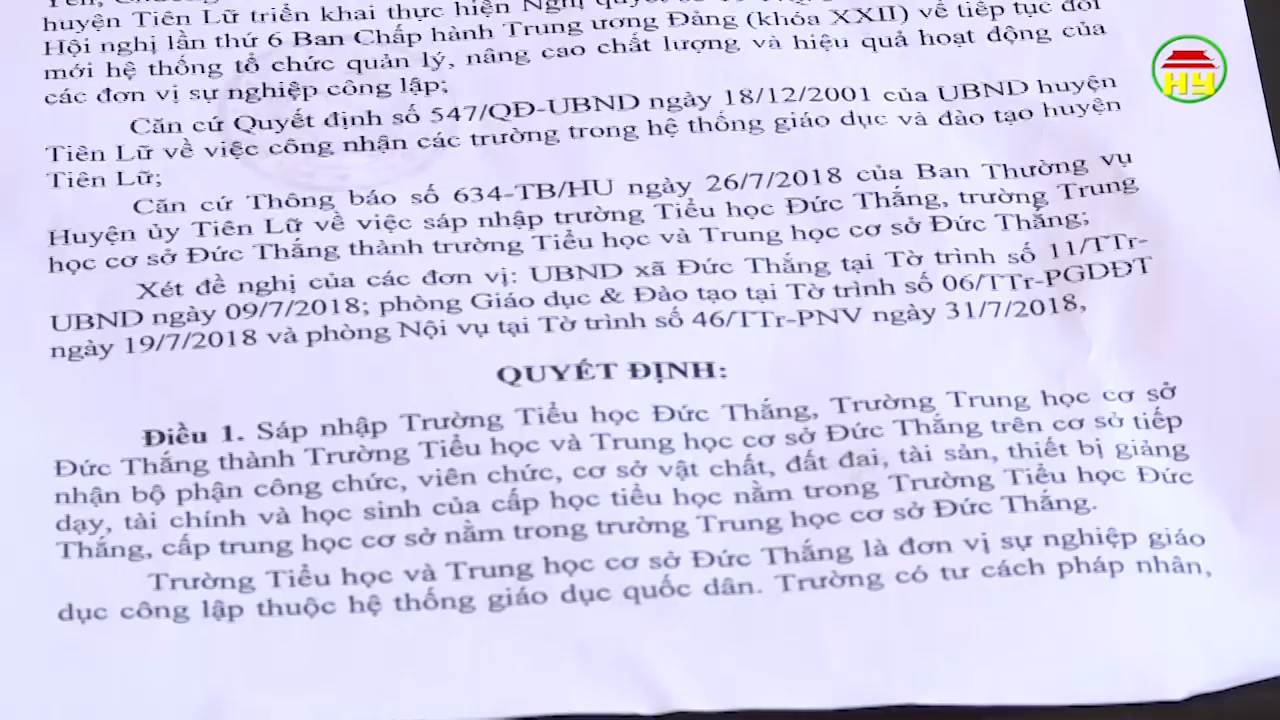 huyện Tiên Lữ triển khai thực hiện Nghị quyết số
Hội nghị lần thứ 6 Ban Chấp hành Trung ương Đảng (khóa XXII) về tiếp tục đổi
mới hệ thống tổ chức quản lý, nâng cao chất lượng và hiệu quả hoạt động của
các đơn vị sự nghiệp công lập;
Căn cứ Quyết định số 547/QĐ-UBND ngày 18/12/2001 của UBND huyện
Tiên Lữ về việc công nhận các trường trong hệ thống giáo dục và đào tạo huyện
Tiên Lữ;
Căn cứ Thông báo số 634-TB/HU ngày 26/7/2018 của Ban Thường vụ
Huyện ủy Tiên Lữ về việc sáp nhập trường Tiểu học Đức Thắng, trường Trung
học cơ sở Đức Thắng thành trường Tiểu học và Trung học cơ sở Đức Thắng;
Xét đề nghị của các đơn vị: UBND xã Đức Thắng tại Tờ trình số 11/TTr-
UBND ngày 09/7/2018; phòng Giáo dục & Đào tạo tại Tờ trình số 06/TTr-PGDĐT
ngày 19/7/2018 và phòng Nội vụ tại Tờ trình số 46/TTr-PNV ngày 31/7/2018,
QUYẾT ĐỊNH:
Điều 1. Sáp nhập Trường Tiểu học Đức Thắng, Trường Trung học cơ sở
Đức Thắng thành Trường Tiểu học và Trung học cơ sở Đức Thắng trên cơ sở tiếp
nhận bộ phận công chức, viên chức, cơ sở vật chất, đất đai, tài sản, thiết bị giảng
dạy, tài chính và học sinh của cấp học tiểu học nằm trong Trường Tiểu học Đức
Thắng, cấp trung học cơ sở nằm trong trường Trung học cơ sở Đức Thắng.
Trường Tiểu học và Trung học cơ sở Đức Thắng là đơn vị sự nghiệp giáo
dục công lập thuộc hệ thống giáo dục quốc dân. Trường có tư cách pháp nhân,
HY